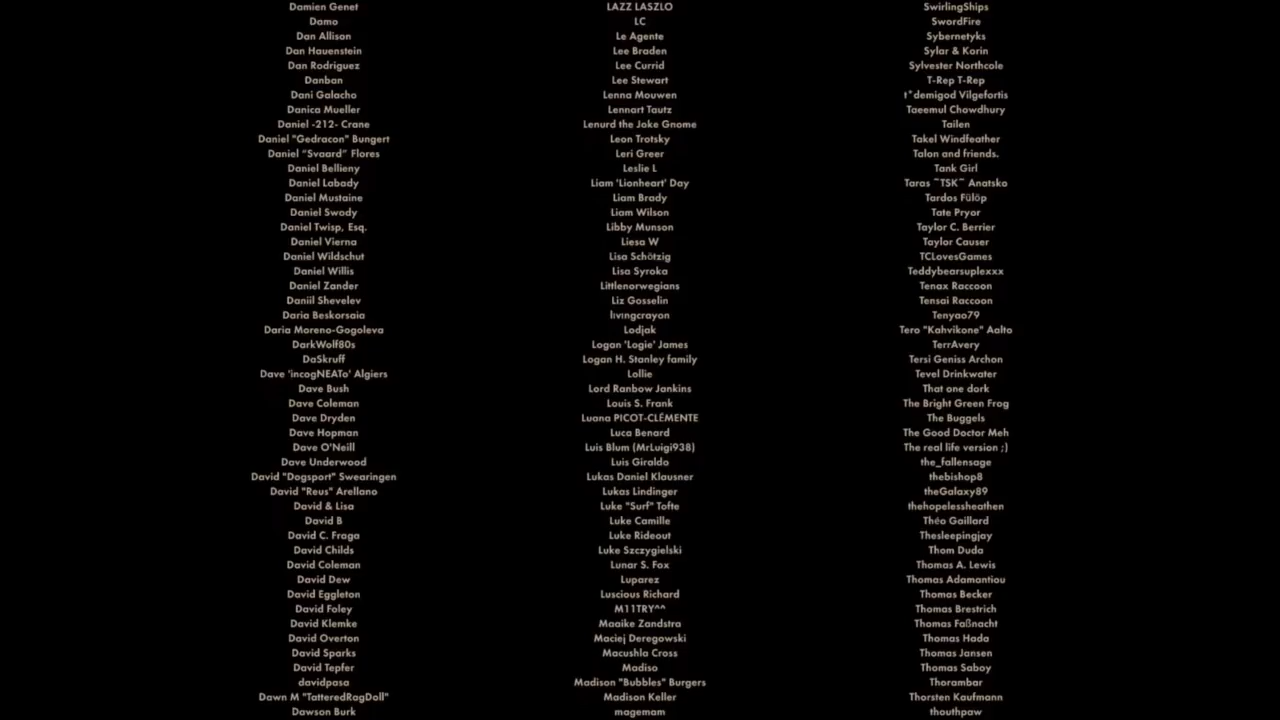 Damien Genet
Damo
Dan Allison
Dan Hauenstein
Dan Rodriguez
Danban
Dani Galacho
Danica Mueller
Daniel -212- Crane
Daniel "Gedracon" Bungert
Daniel “Svaard” Flores
Daniel Bellieny
Daniel Labady
Daniel Mustaine
Daniel Swady
Daniel Twisp, Esq.
Daniel Vierna
Daniel Wildschut
Daniel Willis
Daniel Zander
Daniil Shevelev
Daria Beskorsaia
Daria Moreno-Gogoleva
DarkWolf80s
DaSkruff
Dave 'incogNEATo' Algiers
Dave Bush
Dave Coleman
Dave Dryden
Dave Hopman
Dave O'Neill
Dave Underwood
David "Dogsport" Swearingen
David "Reus" Arellano
David & Lisa
David B
David C. Fraga
David Childs
David Coleman
David Dew
David Eggleton
David Foley
David Klemke
David Overton
David Sparks
David Tepfer
davidpasa
Dawn M "TatteredRagDoll"
Dawson Burk
LAZZ LASZLO
LC
Le Agente
Lee Braden
Lee Currid
Lee Stewart
Lenna Mouwen
Lennart Tautz
Lenurd the Joke Gnome
Leon Trotsky
Leri Greer
Leslie L
Liam 'Lionheart' Day
Liam Brady
Liam Wilson
Libby Munson
Liesa W
Lisa Schötzig
Lisa Syroka
Littlenorwegians
Liz Gosselin
lıvıngcrayon
Lodjak
Logan 'Logie' James
Logan H. Stanley family
Lollie
Lord Ranbow Jankins
Louis S. Frank
Luana PICOT-CLÉMENTE
Luca Benard
Luis Blum (MrLuigi938)
Luis Giraldo
Lukas Daniel Klausner
Lukas Lindinger
Luke "Surf" Tofte
Luke Camille
Luke Rideout
Luke Szczygielski
Lunar S. Fox
Luparez
Luscious Richard
M11TRY^^
Maaike Zandstra
Maciej Deregowski
Macushla Cross
Madiso
Madison "Bubbles" Burgers
Madison Keller
magemam
SwirlingShips
SwordFire
Sybernetyks
Sylar & Korin
Sylvester Northcole
T-Rep T-Rep
t*demigod Vilgefortis
Taeemul Chowdhury
Tailen
Takel Windfeather
Talon and friends.
Tank Girl
Taras ~TSK~ Anatsko
Tardos Fülöp
Tate Pryor
Taylor C. Berrier
Taylor Causer
TCLovesGames
Teddybearsuplexxx
Tenax Raccoon
Tensai Raccoon
Tenyao79
Tero "Kahvikone" Aalto
TerrAvery
Tersi Geniss Archon
Tevel Drinkwater
That one dork
The Bright Green Frog
The Buggels
The Good Doctor Meh
The real life version ;)
the_fallensage
thebishop8
theGalaxy89
thehopelessheathen
Théo Gaillard
Thesleepingjay
Thom Duda
Thomas A. Lewis
Thomas Adamantiou
Thomas Becker
Thomas Brestrich
Thomas Faßnacht
Thomas Hada
Thomas Jansen
Thomas Saboy
Thorambar
Thorsten Kaufmann
thouthpaw